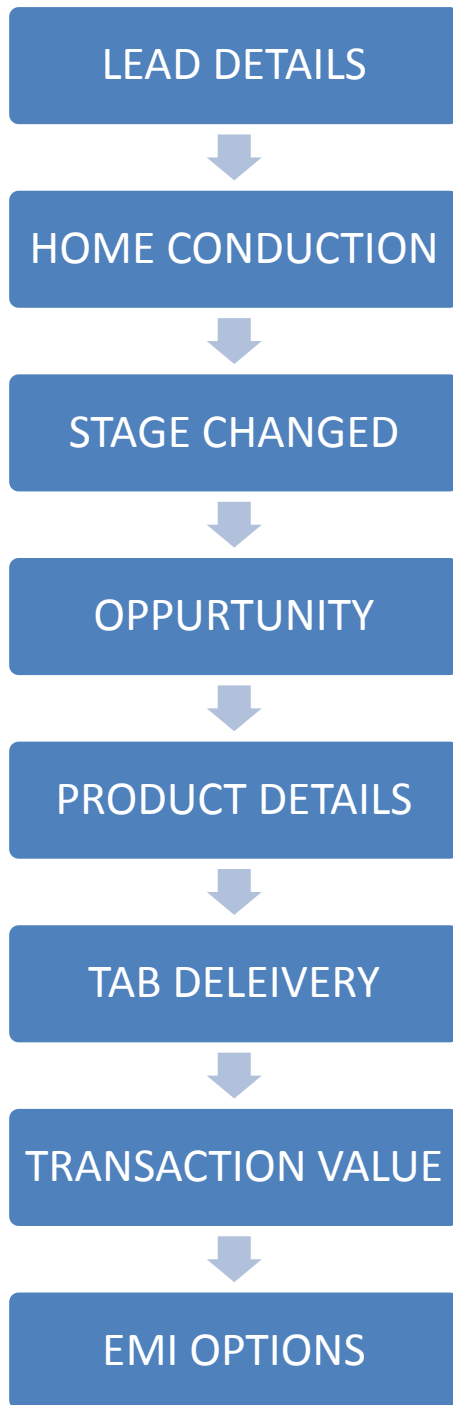 LEAD DETAILS
HOME CONDUCTION
STAGE CHANGED
OPPURTUNITY
PRODUCT DETAILS
TAB DELEIVERY
TRANSACTION VALUE
EMI OPTIONS